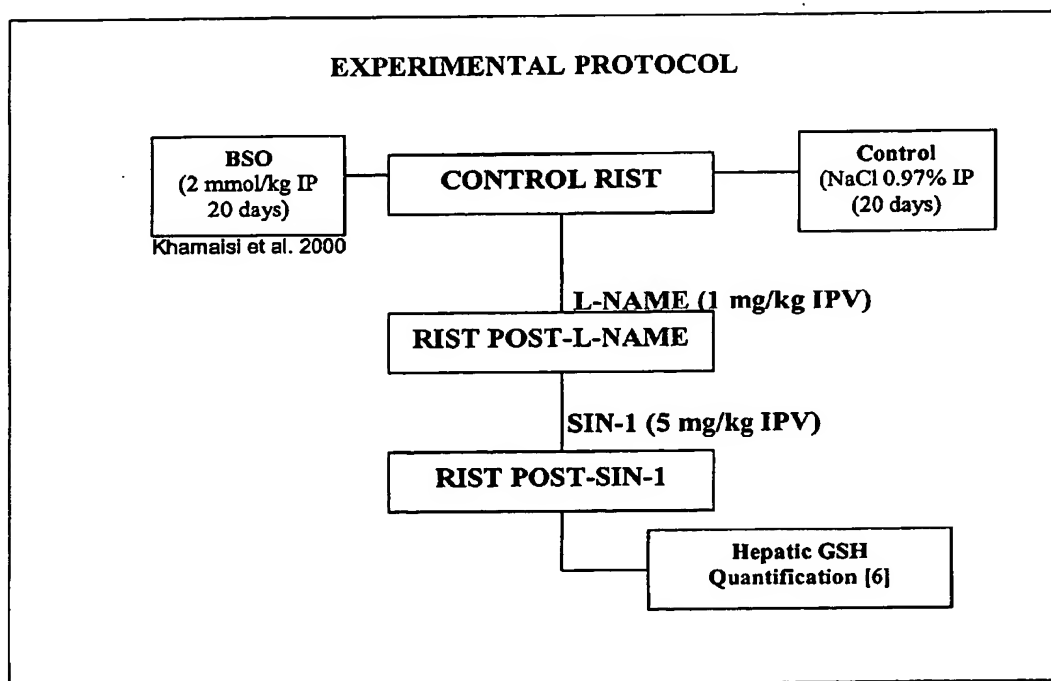 EXPERIMENTAL PROTOCOL
BSO
(2 mmol/kg IP
20 days)
Khamaisi et al. 2000
CONTROL RIST
Control
(NaCl 0.97% IP
(20 days)
L-NAME (1 mg/kg IPV)
RIST POST-L-NAME
SIN-1 (5 mg/kg IPV)
RIST POST-SIN-1
Hepatic GSH
Quantification [6]